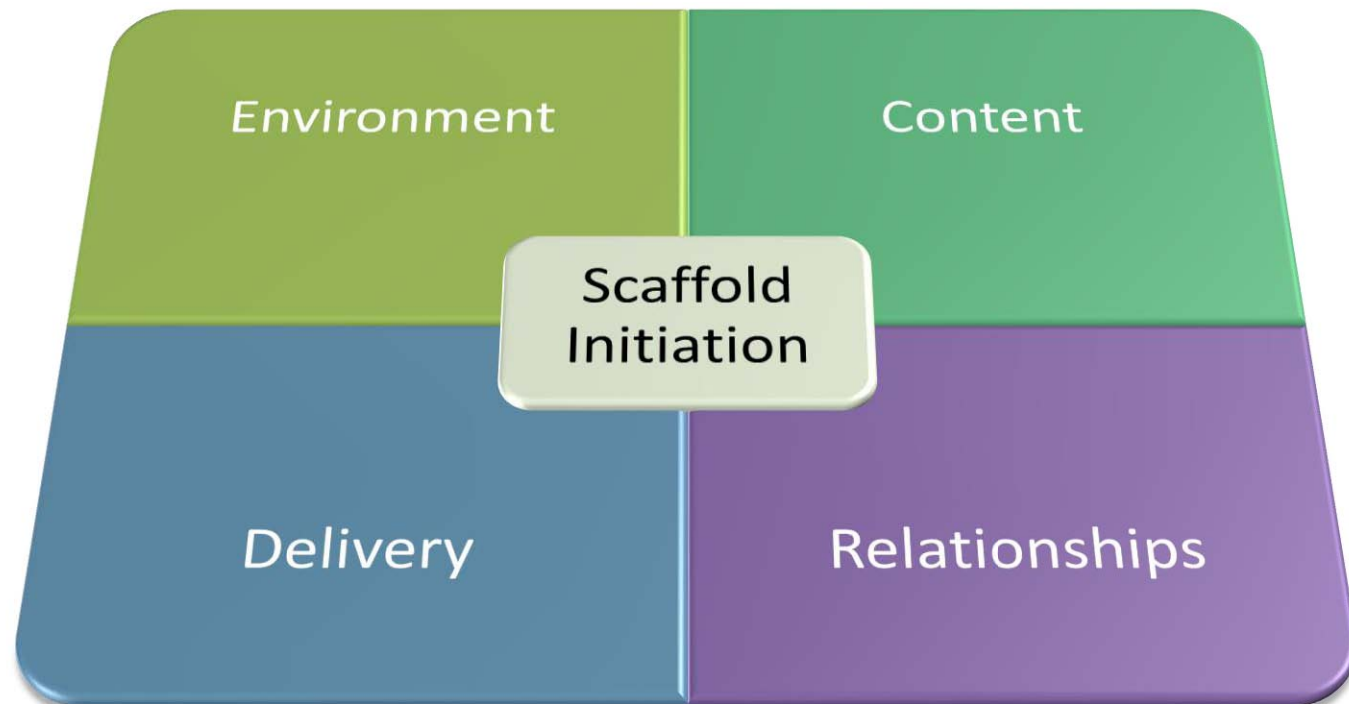 Environment
Content
Scaffold
Initiation
Delivery
Relationships